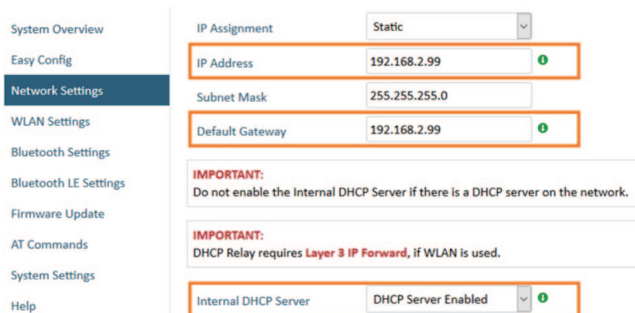 System Overview
Easy Config
Network Settings
WLAN Settings
Bluetooth Settings
Bluetooth LE Settings
Firmware Update
AT Commands
System Settings
Help
IP Assignment Static
IP Address 192.168.2.99
Subnet Mask 255.255.255.0
Default Gateway 192.168.2.99
IMPORTANT:
Do not enable the Internal DHCP Server if there is a DHCP server on the network.
IMPORTANT:
DHCP Relay requires Layer 3 IP Forward, if WLAN is used.
Internal DHCP Server DHCP Server Enabled